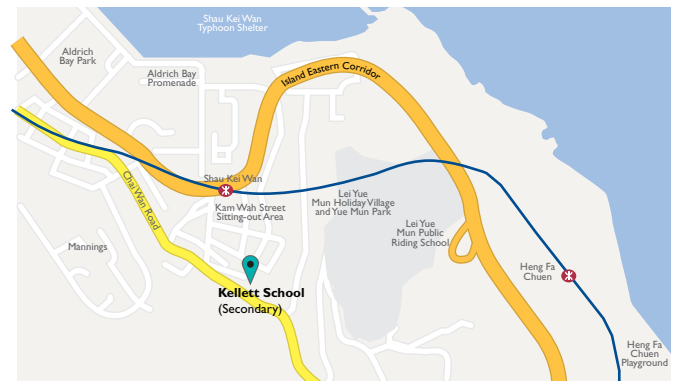 Shau Kei Wan
Typhoon Shelter
Aldrich
Bay Park
Aldrich Bay
Promenade
Island Eastern Corridor
Shau Kei Wan
Chai Wan Road
Kam Wah Street
Sitting-out Area
Lei Yue
Mun Holiday Village
and Yue Mun Park
Lei Yue
Mun Public
Riding School
Mannings
Heng Fa
Chuen
Kellett School
(Secondary)
Heng Fa
Chuen
Playground